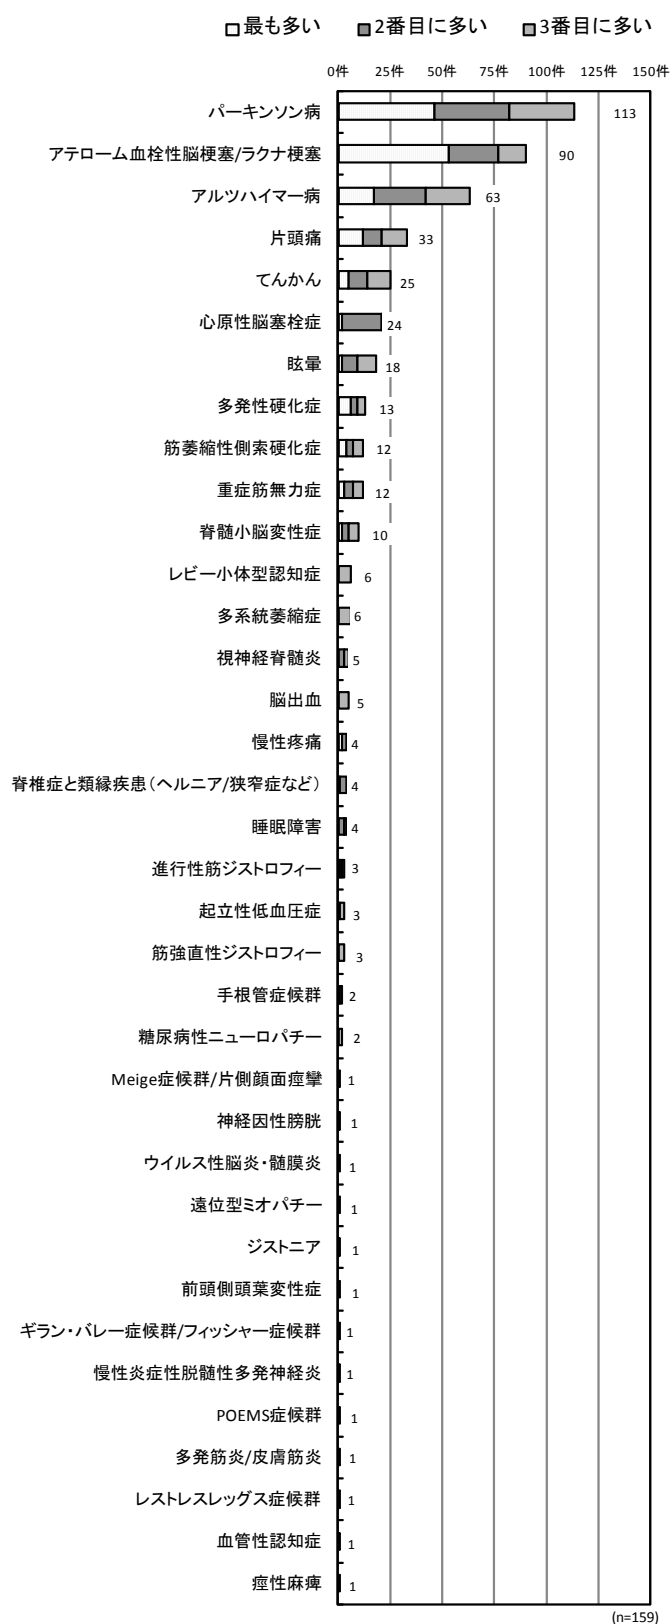 □最も多い ■2番目に多い ■3番目に多い
0件 25件 50件 75件 100件 125件 150件
パーキンソン病 113
アテローム血栓性脳梗塞/ラクナ梗塞 90
アルツハイマー病 63
片頭痛 33
てんかん 25
心原性脳塞栓症 24
眩暈 18
多発性硬化症 13
筋萎縮性側索硬化症 12
重症筋無力症 12
脊髄小脳変性症 10
レビー小体型認知症 6
多系統萎縮症 6
視神経脊髄炎 5
脳出血 5
慢性疼痛 4
脊椎症と類縁疾患（ヘルニア/狭窄症など） 4
睡眠障害 4
進行性筋ジストロフィー 3
起立性低血圧症 3
筋強直性ジストロフィー 3
手根管症候群 2
糖尿病性ニューロパチー 2
Meige症候群/片側顔面痙攣 1
神経因性膀胱 1
ウイルス性脳炎・髄膜炎 1
遠位型ミオパチー 1
ジストニア 1
前頭側頭葉変性症 1
ギラン・バレー症候群/フィッシャー症候群 1
慢性炎症性脱髄性多発神経炎 1
POEMS症候群 1
多発筋炎/皮膚筋炎 1
レストレスレッグス症候群 1
血管性認知症 1
痙性麻痺 1
(n=159)